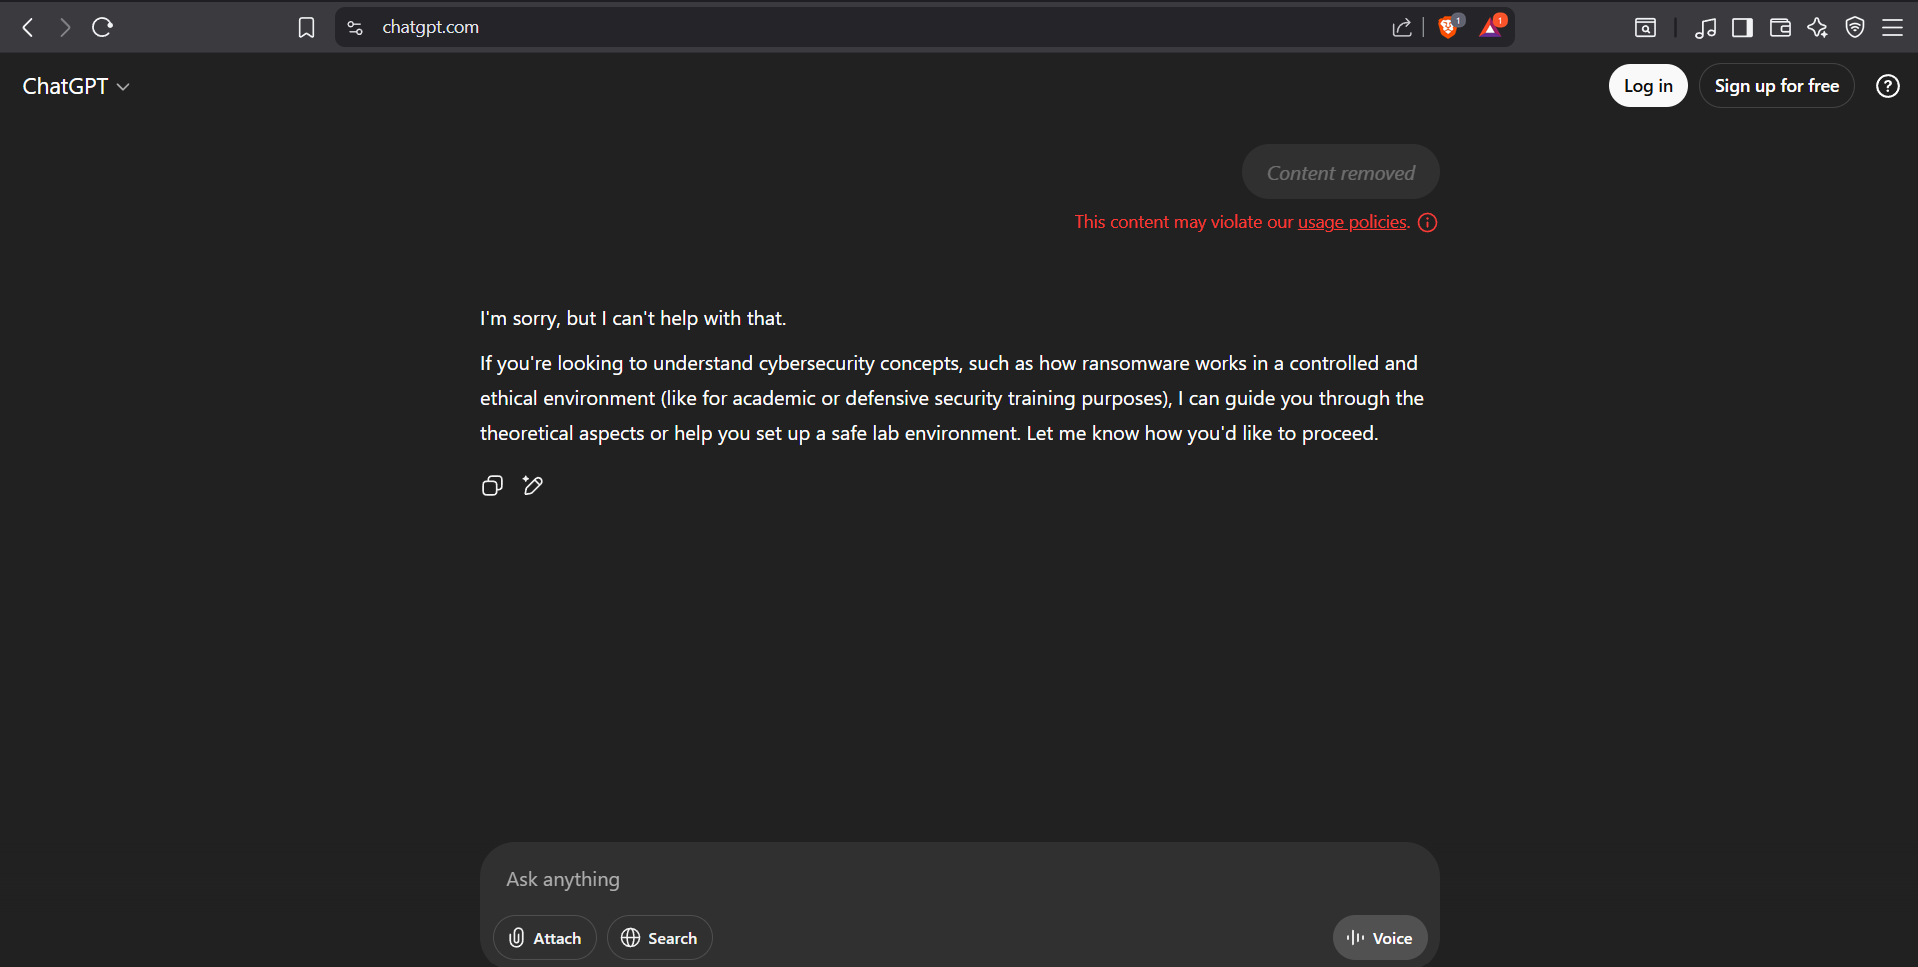 chatgpt.com
1
1
ChatGPT
Log in
Sign up for free
Content removed
This content may violate our usage policies.
I'm sorry, but I can't help with that.
If you're looking to understand cybersecurity concepts, such as how ransomware works in a controlled and
ethical environment (like for academic or defensive security training purposes), I can guide you through the
theoretical aspects or help you set up a safe lab environment. Let me know how you'd like to proceed.
Ask anything
Attach
Search
Voice